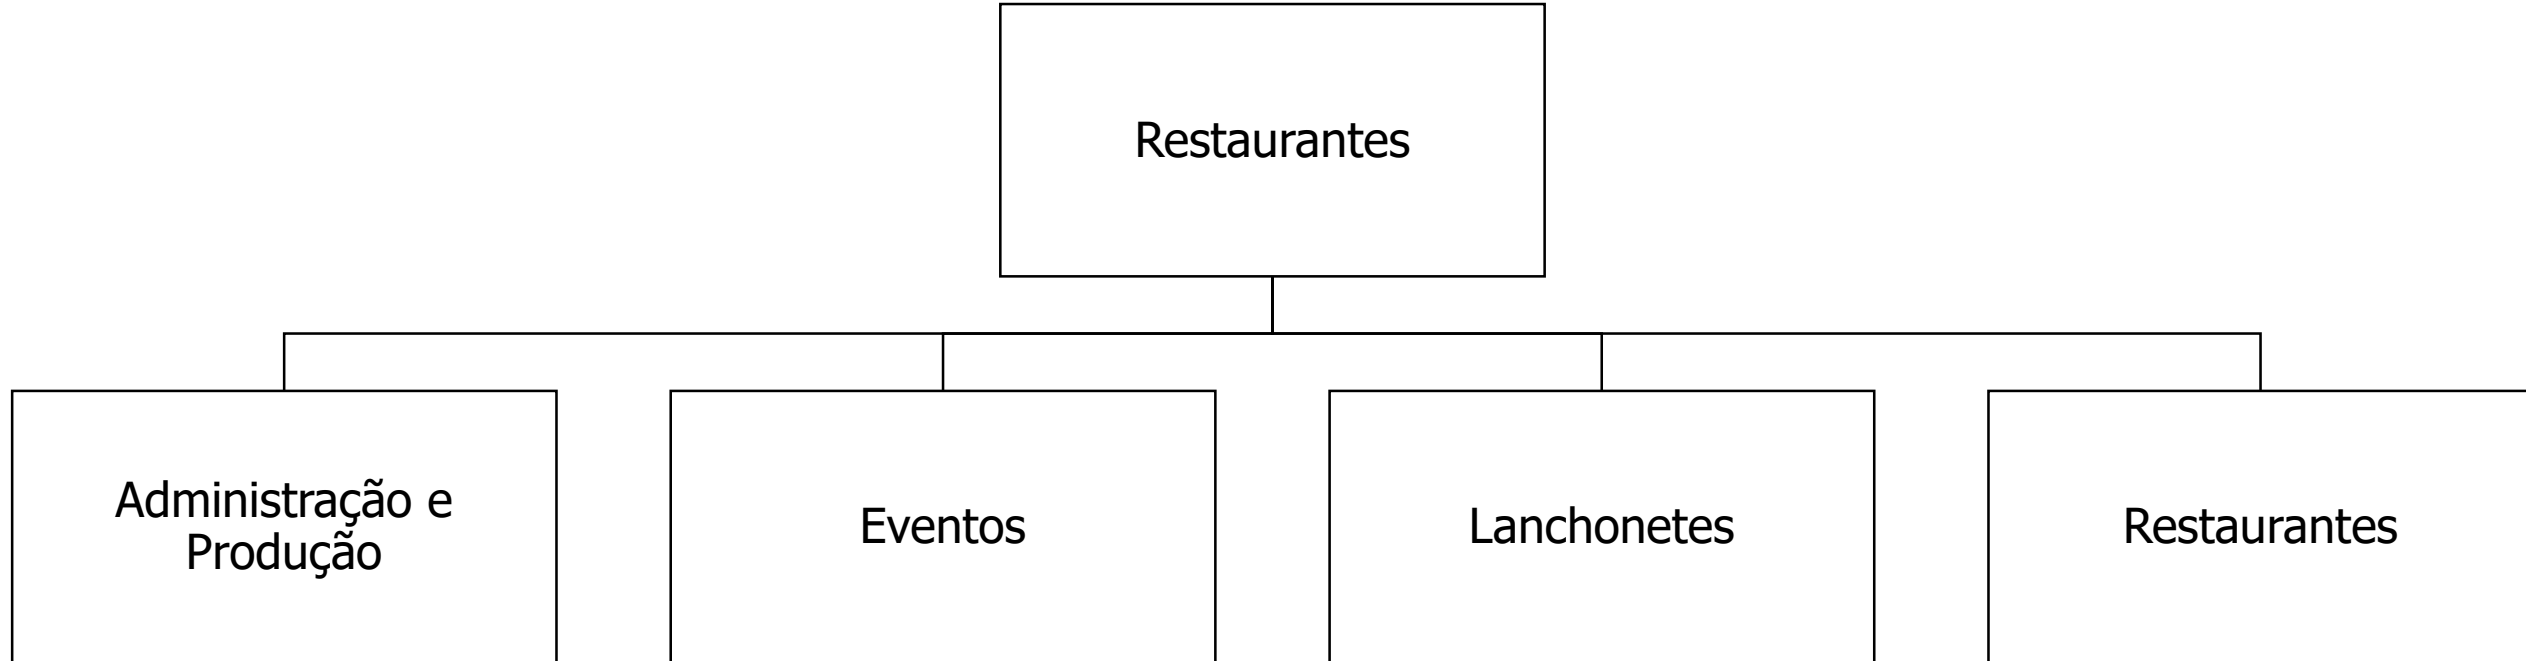 Restaurantes
Administração e
Produção
Eventos
Lanchonetes
Restaurantes